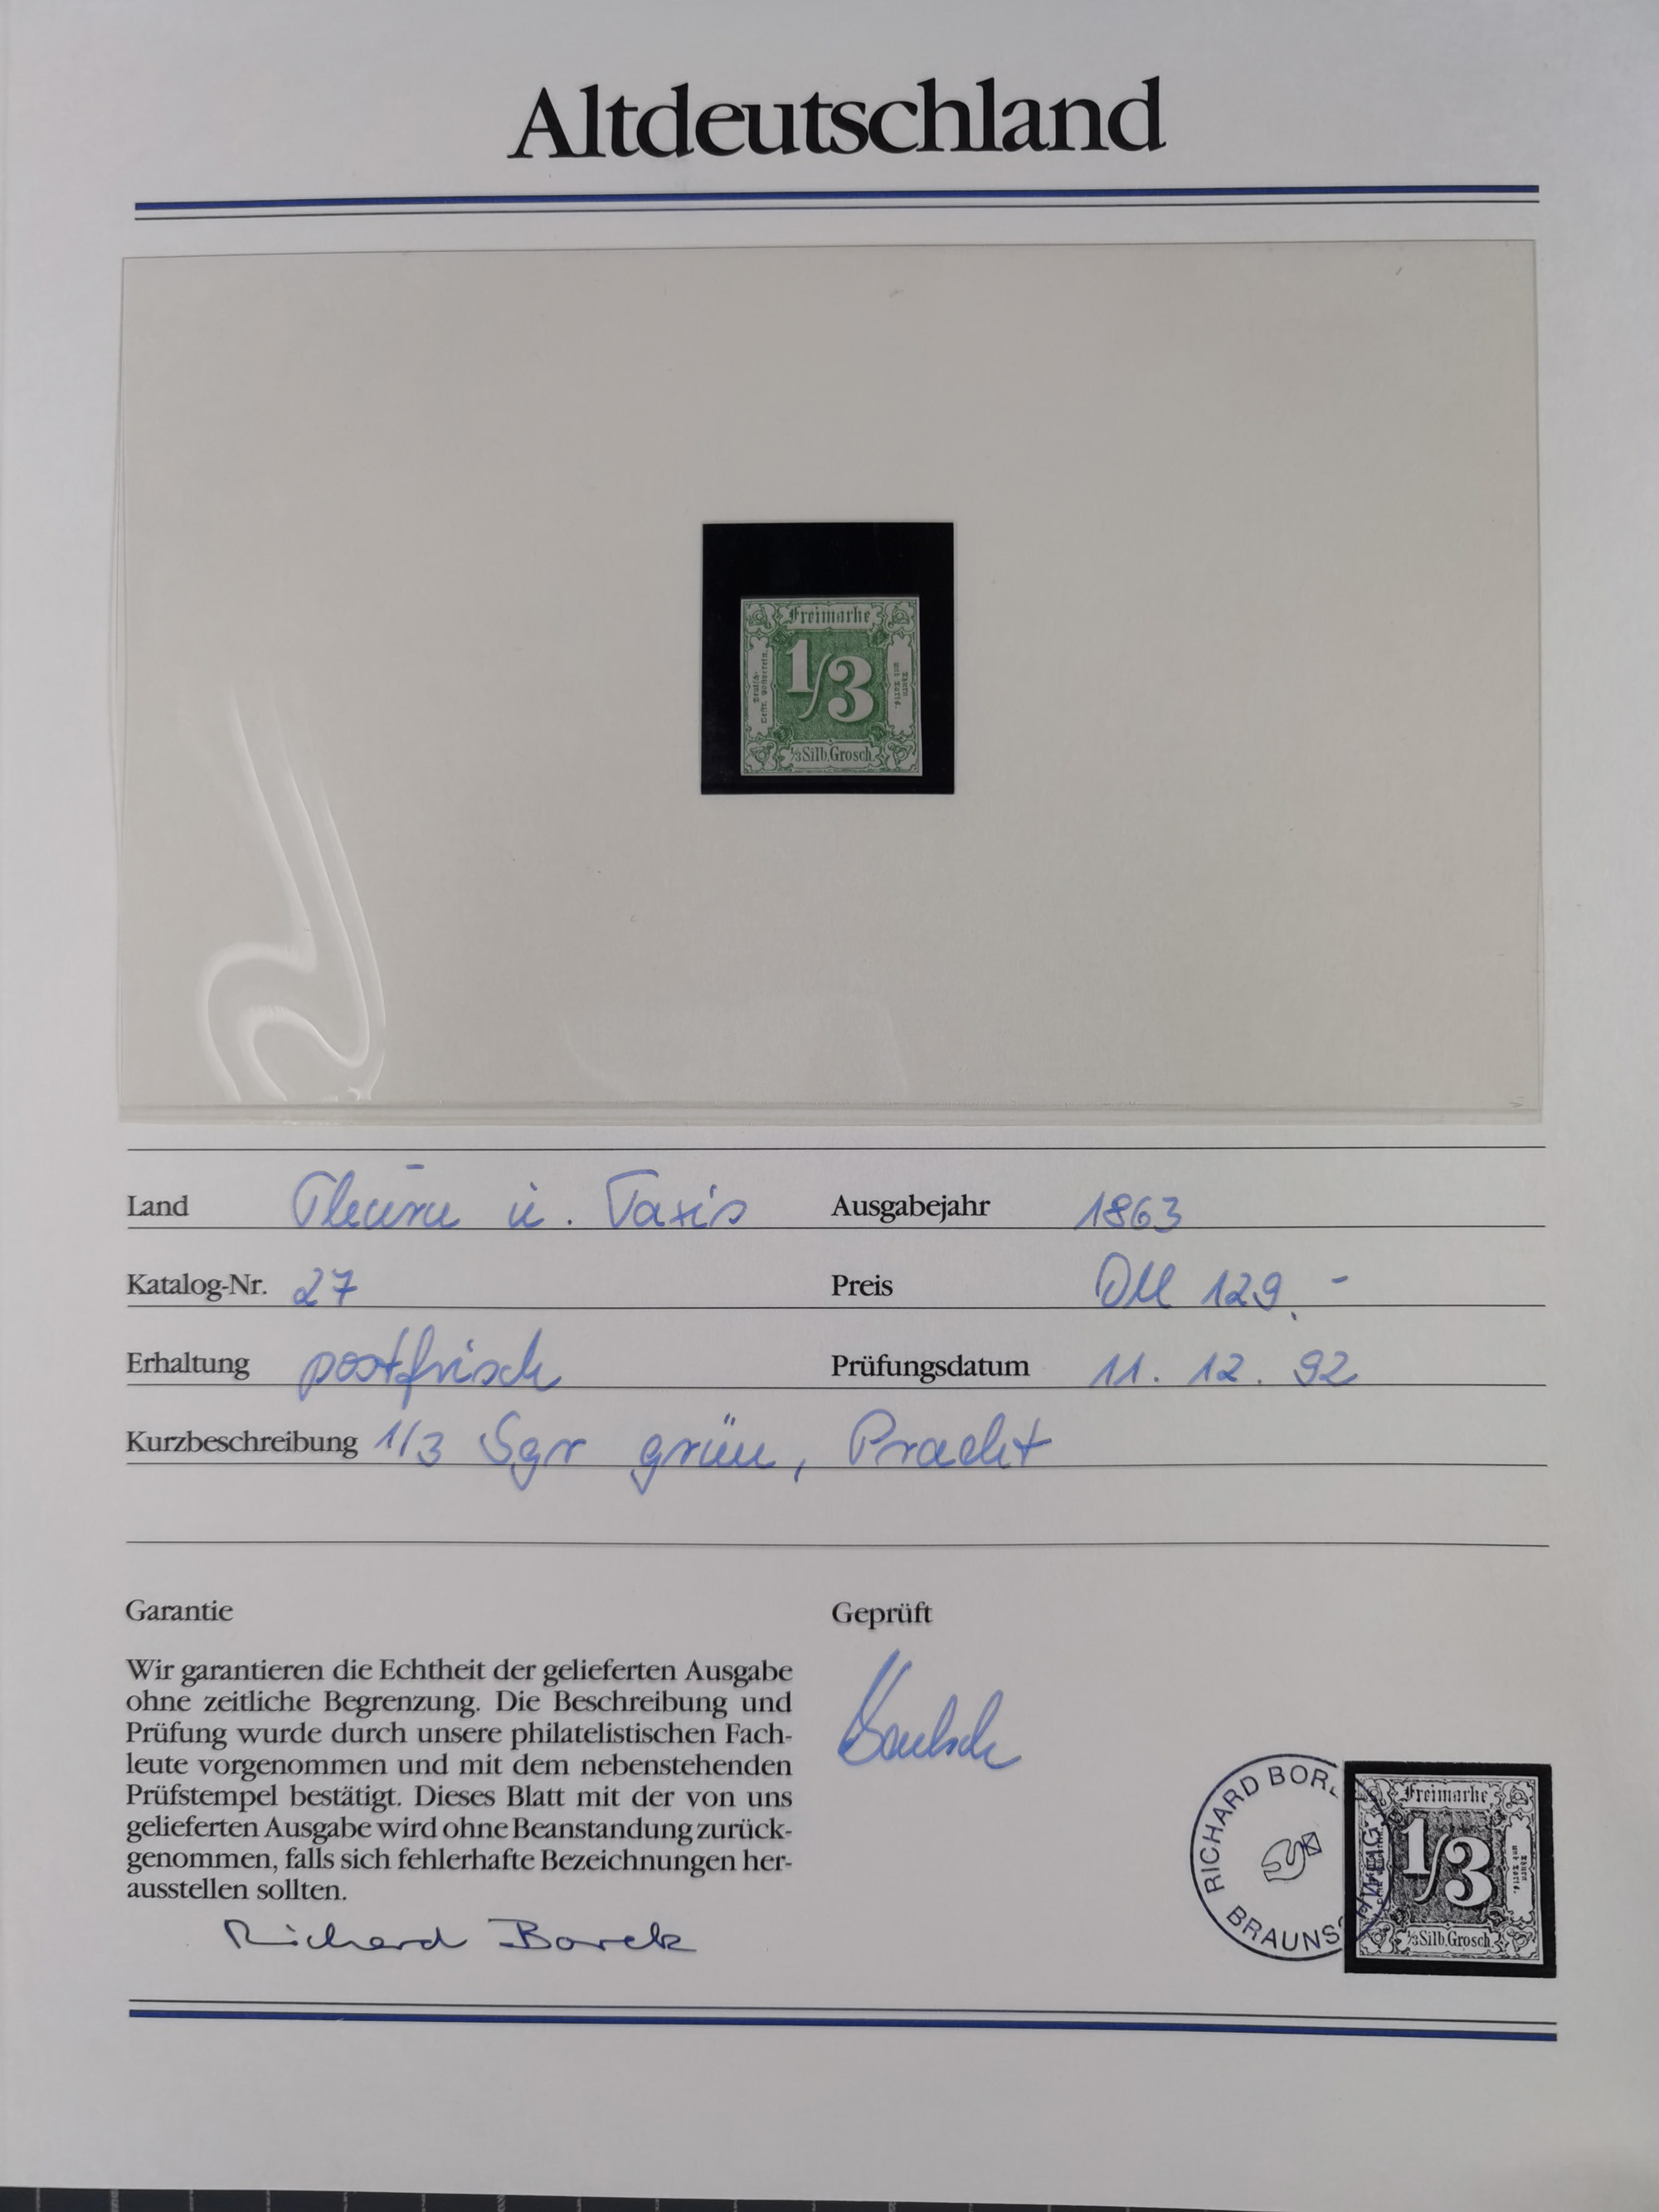 Altdeutschland
Freimarke
1/3
1/3 Silb. Grosch.
Land Thurn u. Taxis Ausgabejahr 1863
Katalog-Nr. 27 Preis DM 129.-
Erhaltung postfrisch Prüfungsdatum 11. 12. 92
Kurzbeschreibung 1/3 Sgr grün, Pracht
Garantie Geprüft
Wir garantieren die Echtheit der gelieferten Ausgabe
ohne zeitliche Begrenzung. Die Beschreibung und
Prüfung wurde durch unsere philatelistischen Fach-
leute vorgenommen und mit dem nebenstehenden
Prüfstempel bestätigt. Dieses Blatt mit der von uns
gelieferten Ausgabe wird ohne Beanstandung zurück-
genommen, falls sich fehlerhafte Bezeichnungen her-
ausstellen sollten.
Richard Borek
RICHARD BOR
BRAUNS
Freimarke
1/3
1/3 Silb. Grosch.